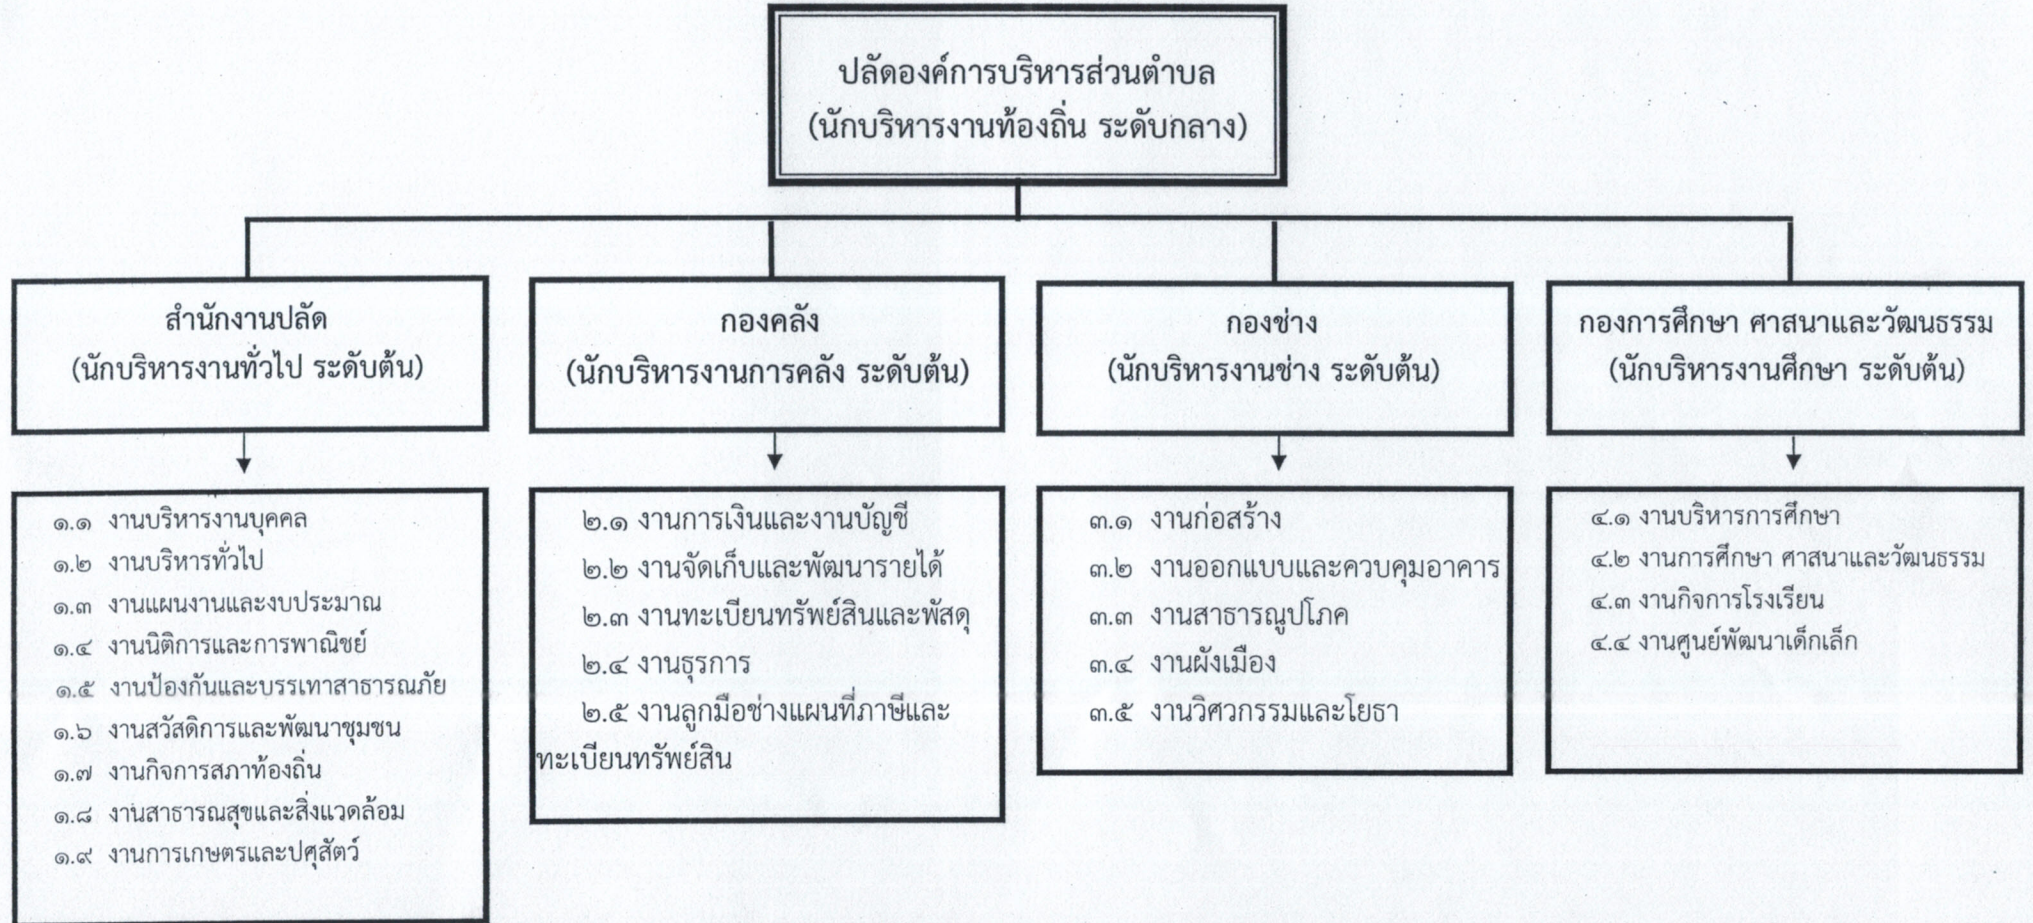 ปลัดองค์การบริหารส่วนตำบล
(นักบริหารงานท้องถิ่น ระดับกลาง)
สำนักงานปลัด
(นักบริหารงานทั่วไป ระดับต้น)
กองคลัง
(นักบริหารงานการคลัง ระดับต้น)
กองช่าง
(นักบริหารงานช่าง ระดับต้น)
กองการศึกษา ศาสนาและวัฒนธรรม
(นักบริหารงานศึกษา ระดับต้น)
๑.๑ งานบริหารงานบุคคล
๑.๒ งานบริหารทั่วไป
๑.๓ งานแผนงานและงบประมาณ
๑.๔ งานนิติการและการพาณิชย์
๑.๕ งานป้องกันและบรรเทาสาธารณภัย
๑.๖ งานสวัสดิการและพัฒนาชุมชน
๑.๗ งานกิจการสภาท้องถิ่น
๑.๘ งานสาธารณสุขและสิ่งแวดล้อม
๑.๙ งานการเกษตรและปศุสัตว์
๒.๑ งานการเงินและงานบัญชี
๒.๒ งานจัดเก็บและพัฒนารายได้
๒.๓ งานทะเบียนทรัพย์สินและพัสดุ
๒.๔ งานธุรการ
๒.๕ งานลูกมือช่างแผนที่ภาษีและ
ทะเบียนทรัพย์สิน
๓.๑ งานก่อสร้าง
๓.๒ งานออกแบบและควบคุมอาคาร
๓.๓ งานสาธารณูปโภค
๓.๔ งานผังเมือง
๓.๕ งานวิศวกรรมและโยธา
๔.๑ งานบริหารการศึกษา
๔.๒ งานการศึกษา ศาสนาและวัฒนธรรม
๔.๓ งานกิจการโรงเรียน
๔.๔ งานศูนย์พัฒนาเด็กเล็ก